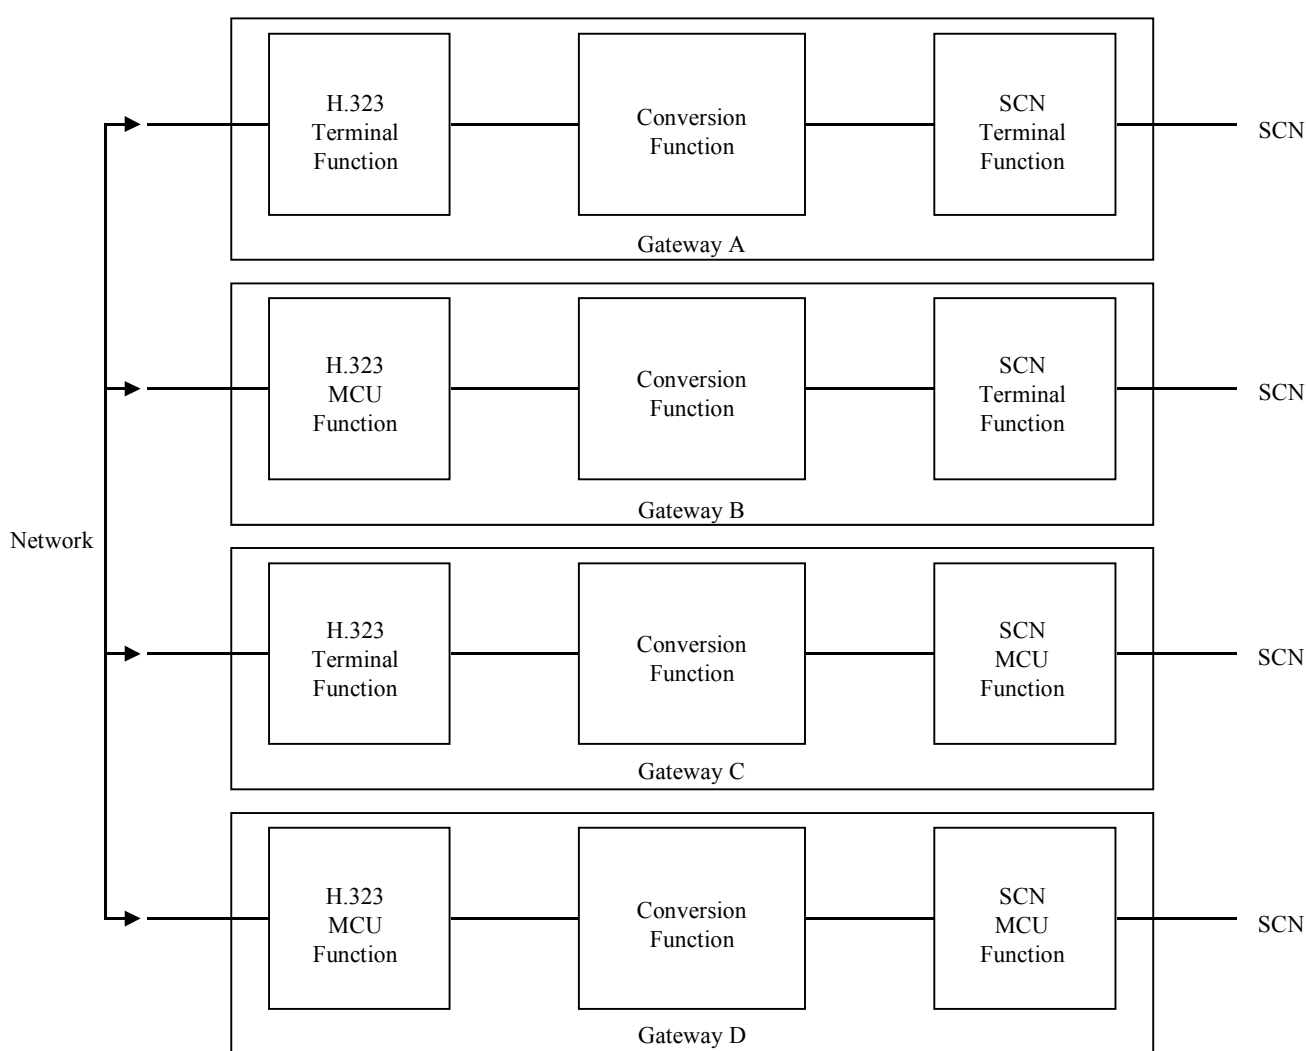 H.323
Terminal
Function
Conversion
Function
SCN
Terminal
Function
SCN
Gateway A
H.323
MCU
Function
Conversion
Function
SCN
Terminal
Function
SCN
Gateway B
Network
H.323
Terminal
Function
Conversion
Function
SCN
MCU
Function
SCN
Gateway C
H.323
MCU
Function
Conversion
Function
SCN
MCU
Function
SCN
Gateway D